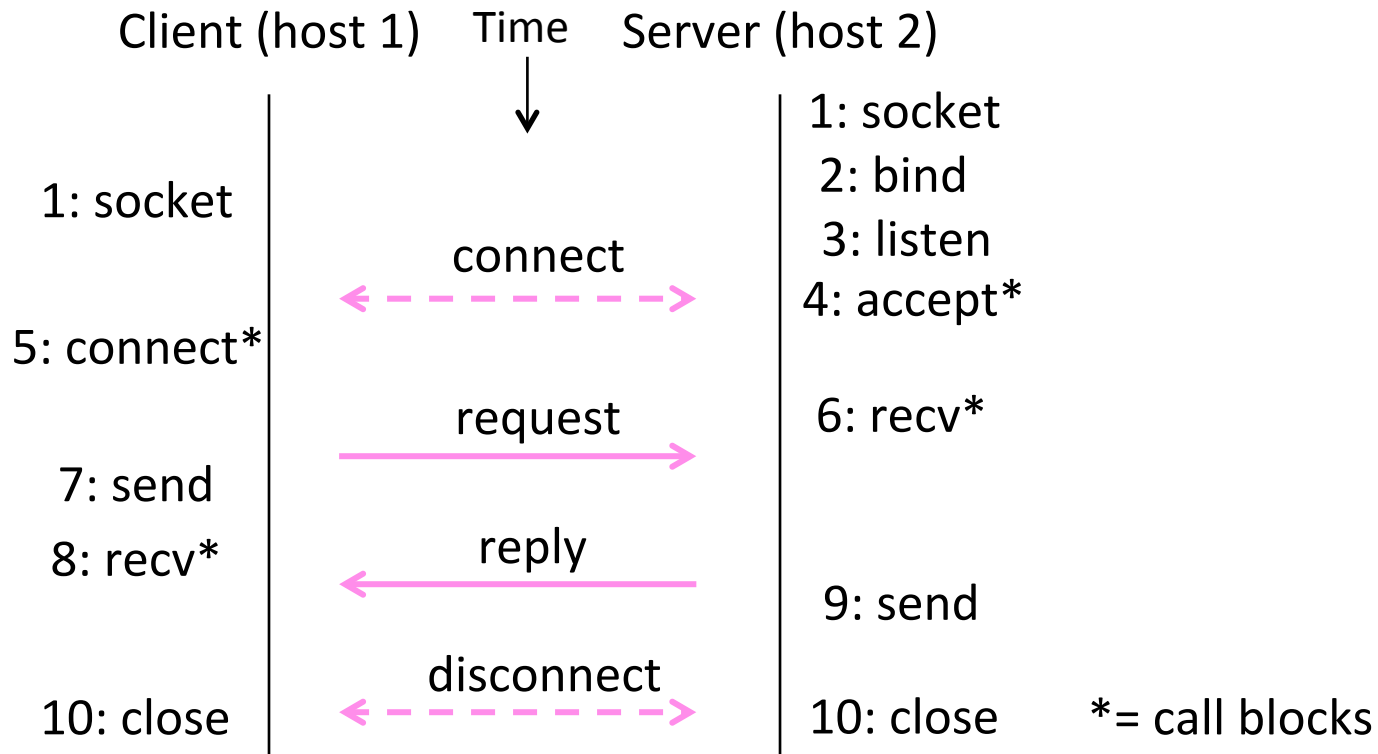 Client (host 1)
Time
Server (host 2)
1: socket
2: bind
1: socket
3: listen
connect
4: accept*
5: connect*
request
6: recv*
7: send
reply
8: recv*
9: send
disconnect
10: close
10: close
*= call blocks